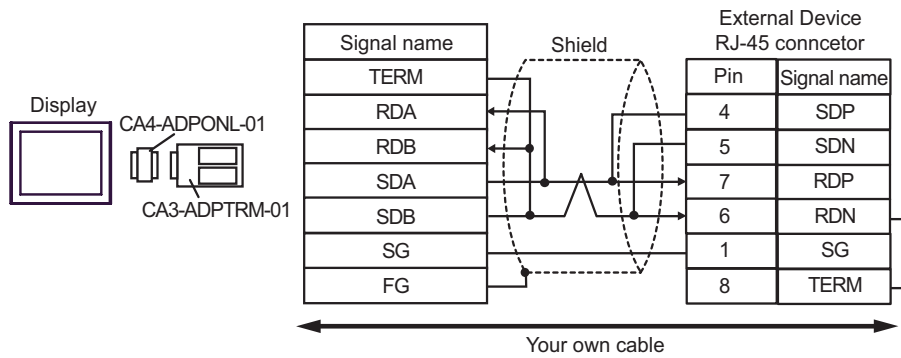 External Device
RJ-45 conncetor
Signal name
Shield
Pin Signal name
TERM
Display
RDA
4 SDP
CA4-ADPONL-01
RDB
5 SDN
SDA
7 RDP
CA3-ADPTRM-01
SDB
6 RDN
SG
1 SG
FG
8 TERM
Your own cable